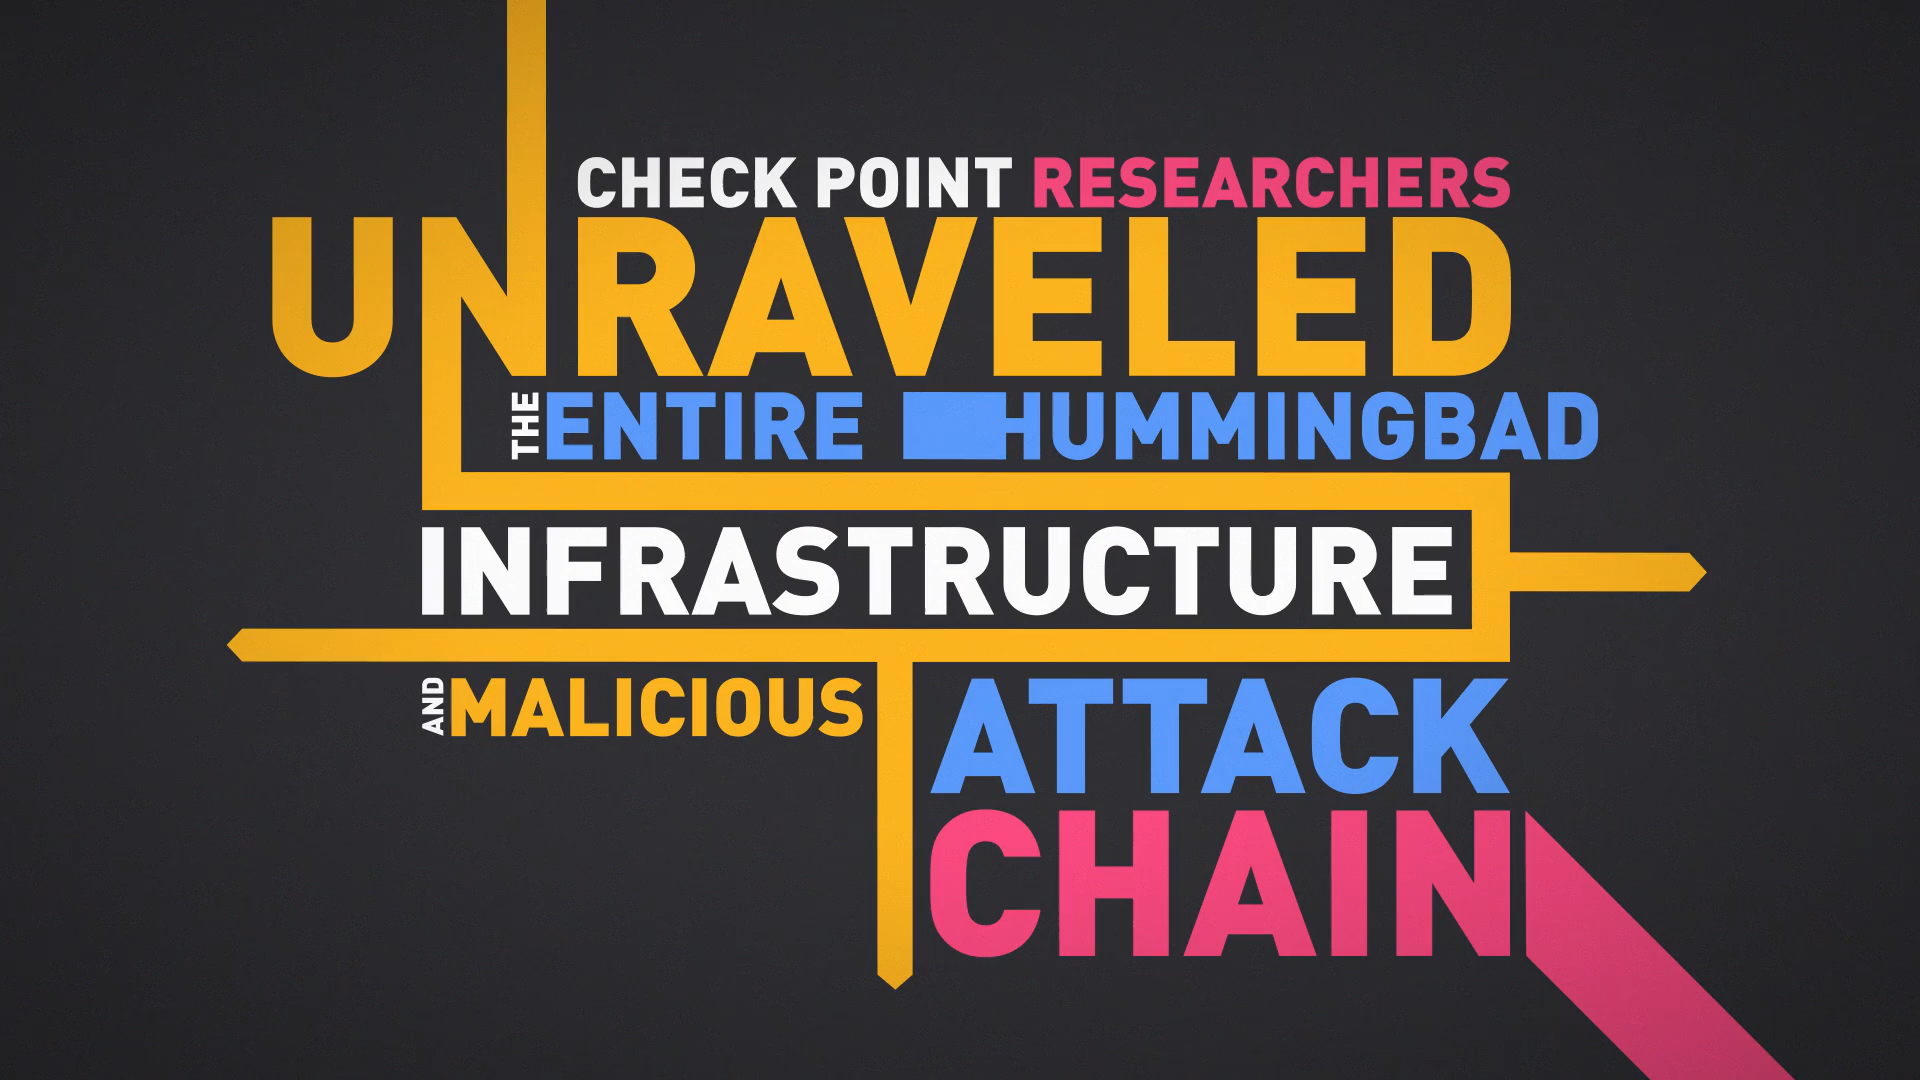 CHECK POINT RESEARCHERS
UNRAVELED
THE ENTIRE HUMMINGBAD
INFRASTRUCTURE
AND MALICIOUS
ATTACK
CHAIN